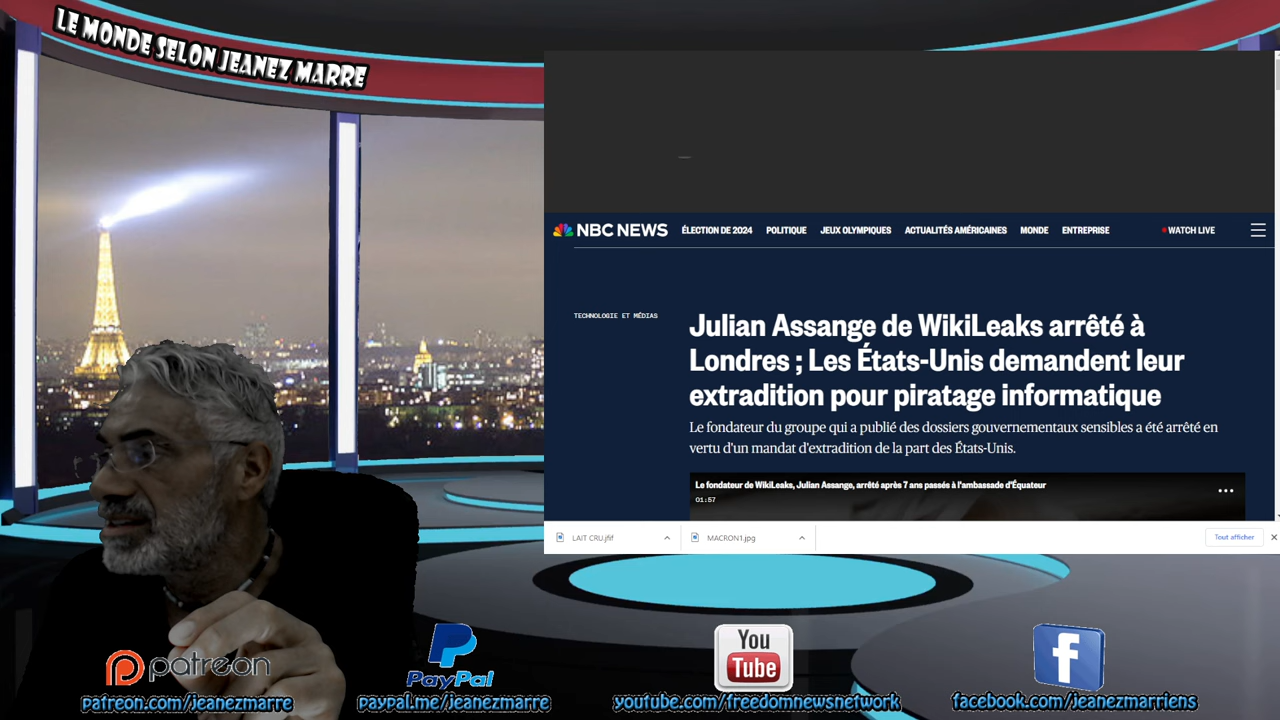 LE MONDE SELON JEANEZ MARRE
NBC NEWS
ÉLECTION DE 2024
POLITIQUE
JEUX OLYMPIQUES
ACTUALITÉS AMÉRICAINES
MONDE
ENTREPRISE
WATCH LIVE
TECHNOLOGIE ET MÉDIAS
Julian Assange de WikiLeaks arrêté à
Londres ; Les États-Unis demandent leur
extradition pour piratage informatique
Le fondateur du groupe qui a publié des dossiers gouvernementaux sensibles a été arrêté en
vertu d'un mandat d'extradition de la part des États-Unis.
Le fondateur de WikiLeaks, Julian Assange, arrêté après 7 ans passés à l'ambassade d'Équateur
01:57
LAIT CRU.jfif
MACRON1.jpg
Tout afficher
patreon
PayPal
You
Tube
f
patreon.com/jeanezmarre
paypal.me/jeanezmarre
youtube.com/freedomnewsnetwork
facebook.com/jeanezmarriens